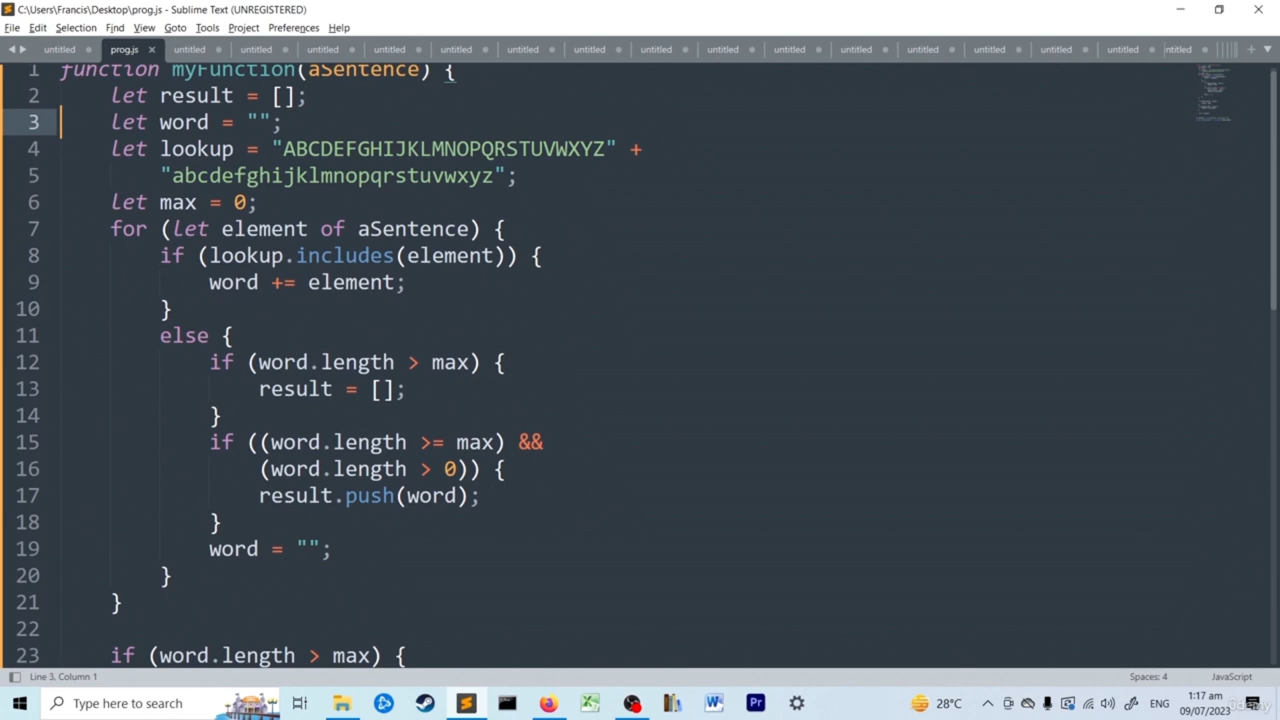 C:\Users\Francis\Desktop\prog.js - Sublime Text (UNREGISTERED)
File Edit Selection Find View Goto Tools Project Preferences Help
untitled prog.js untitled untitled untitled untitled untitled untitled untitled untitled untitled untitled untitled untitled untitled untitled untitled ntitled
1 function myFunction(aSentence) {
2 let result = [];
3 let word = "";
4 let lookup = "ABCDEFGHIJKLMNOPQRSTUVWXYZ" +
5 "abcdefghijklmnopqrstuvwxyz";
6 let max = 0;
7 for (let element of aSentence) {
8 if (lookup.includes(element)) {
9 word += element;
10 }
11 else {
12 if (word.length > max) {
13 result = [];
14 }
15 if ((word.length >= max) &&
16 (word.length > 0)) {
17 result.push(word);
18 }
19 word = "";
20 }
21 }
22
23 if (word.length > max) {
Line 3, Column 1 Spaces: 4 JavaScript
Type here to search 28°C ENG 1:17 am 09/07/2023
udemy